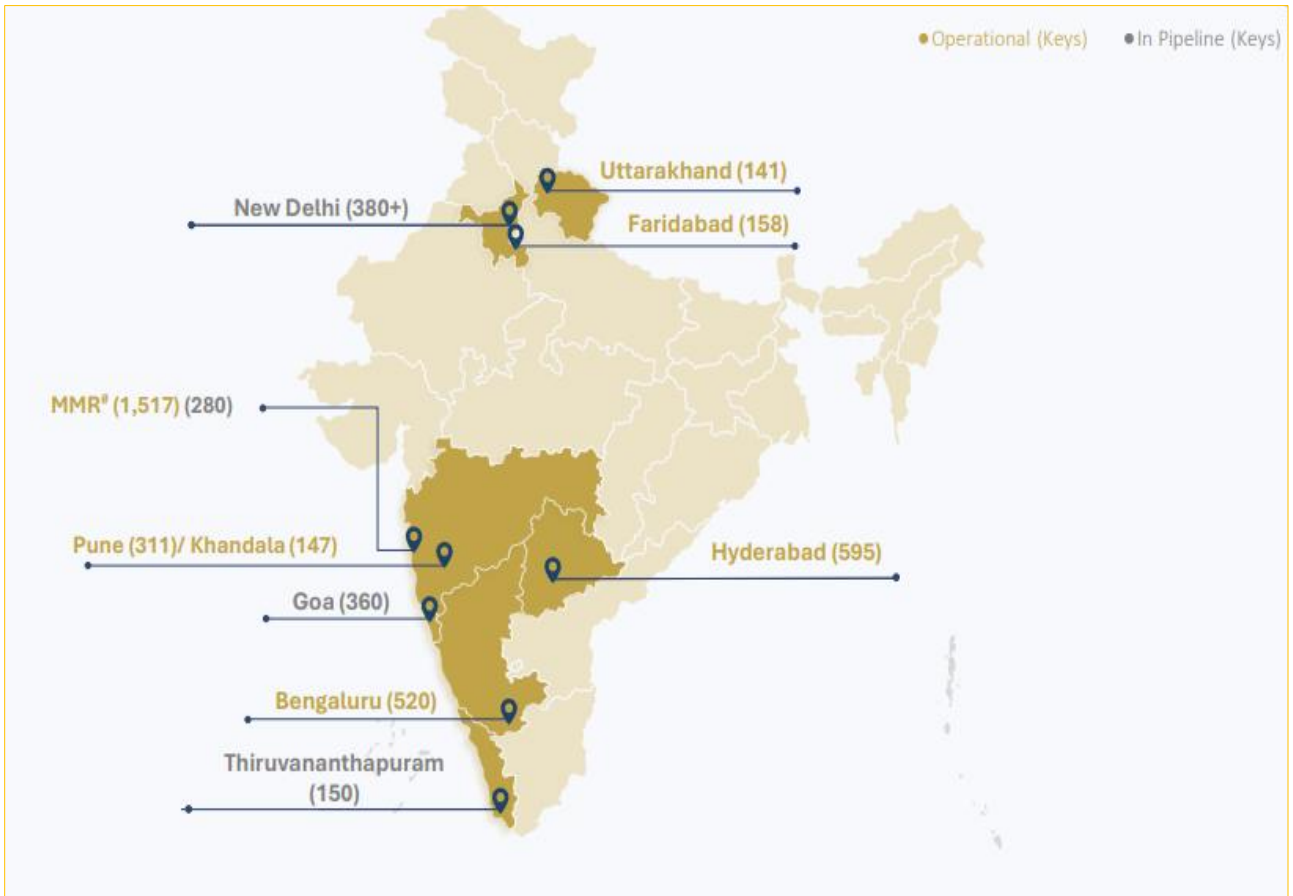 Operational (Keys) In Pipeline (Keys)
Uttarakhand (141)
New Delhi (380+)
Faridabad (158)
MMR# (1,517) (280)
Pune (311)/ Khandala (147)
Hyderabad (595)
Goa (360)
Bengaluru (520)
Thiruvananthapuram
(150)